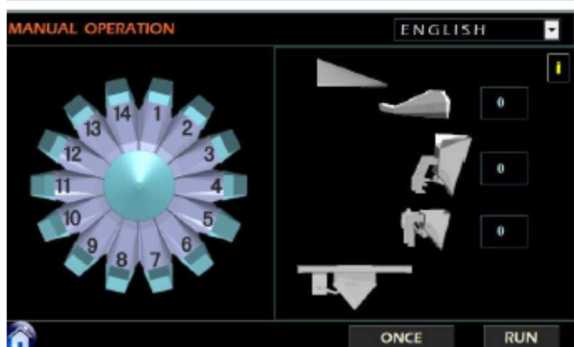 MANUAL OPERATION
ENGLISH
i
14 1
13 2
12 3
11 4
10 5
9 6
8 7
0
0
0
ONCE RUN